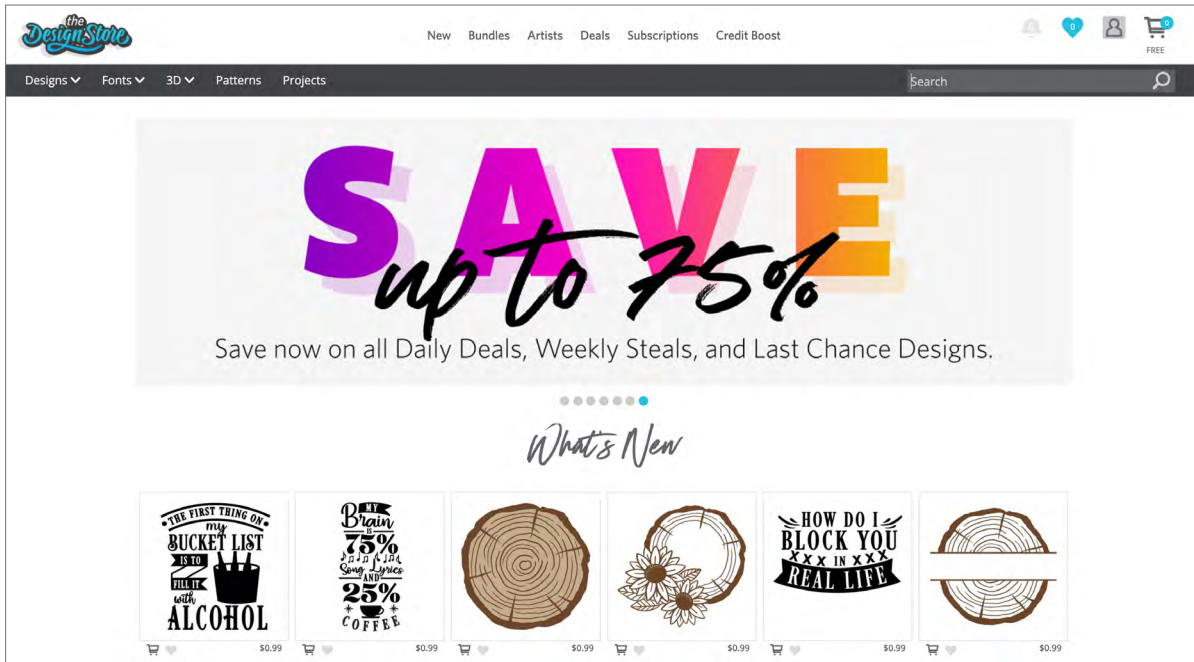 the
Design Store
New Bundles Artists Deals Subscriptions Credit Boost
0
0
FREE
Designs Fonts 3D Patterns Projects
Search
SAVE
up to 75%
Save now on all Daily Deals, Weekly Steals, and Last Chance Designs.
What's New
THE FIRST THING ON
my
BUCKET LIST
IS TO
FILL IT
with
ALCOHOL
MY
Brain
IS
75%
Song Lyrics
AND
25%
COFFEE
HOW DO I
BLOCK YOU
XXX IN XXX
REAL LIFE
$0.99
$0.99
$0.99
$0.99
$0.99
$0.99